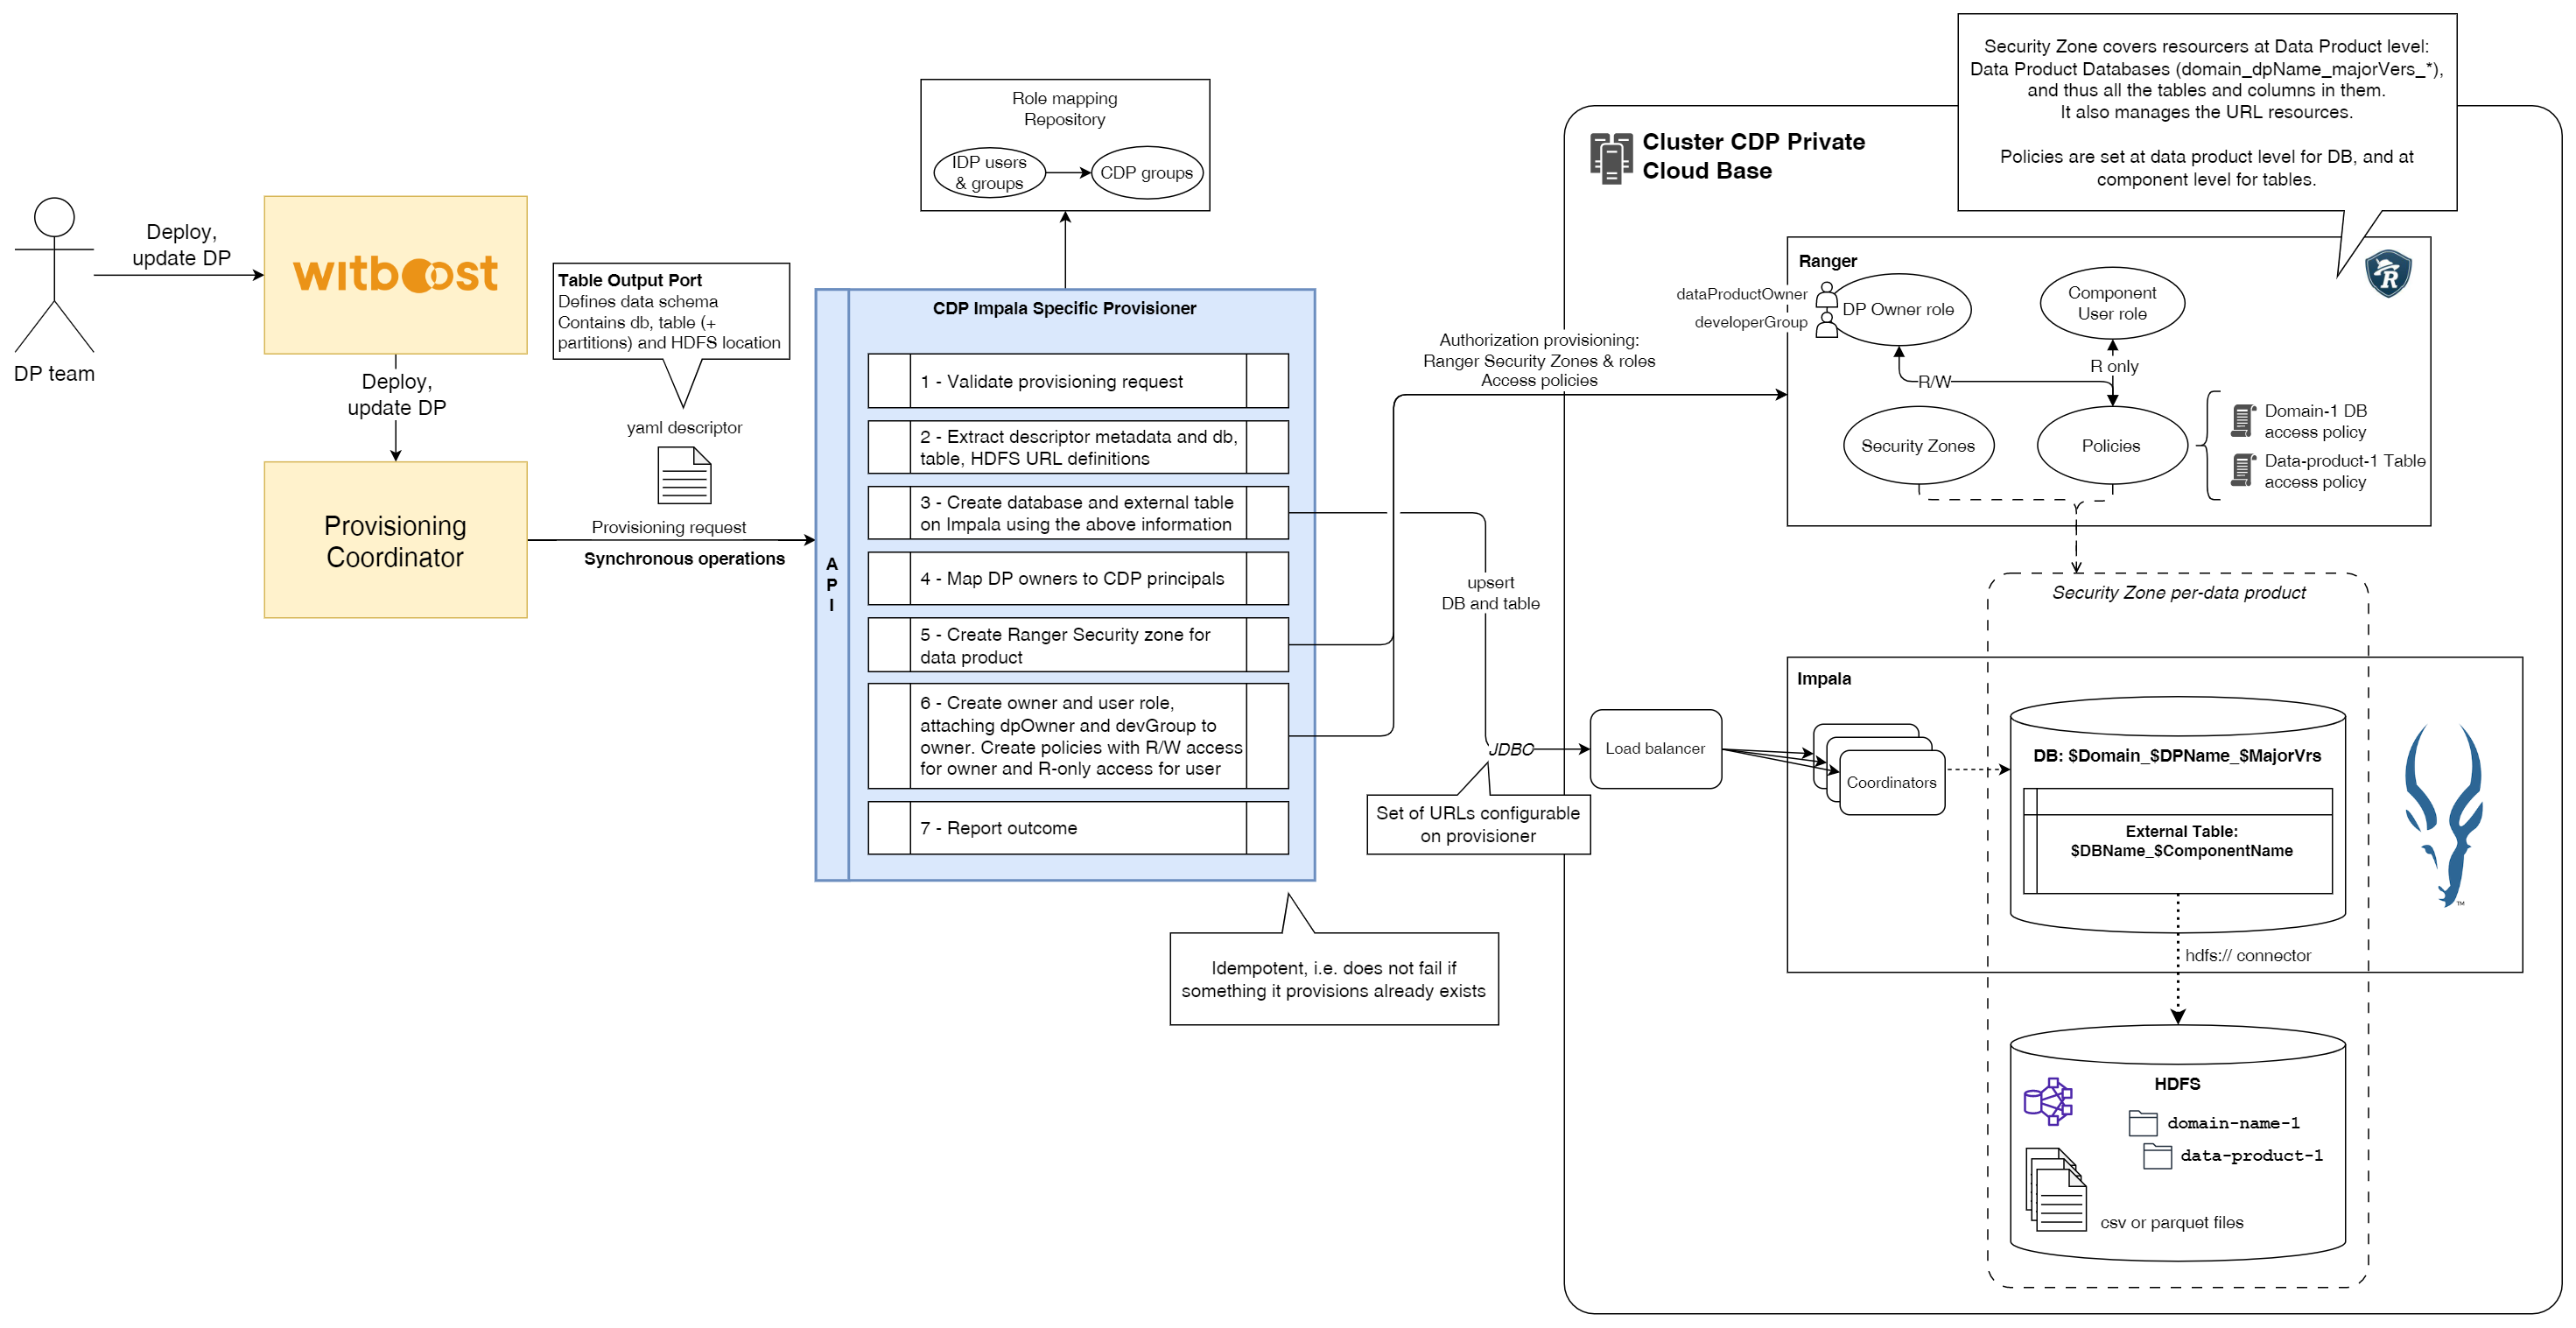 Security Zone covers resourcers at Data Product level:
Data Product Databases (domain_dpName_majorVers_*),
and thus all the tables and columns in them.
It also manages the URL resources.
Policies are set at data product level for DB, and at
component level for tables.
Role mapping
Repository
IDP users
& groups
CDP groups
Cluster CDP Private
Cloud Base
Deploy,
update DP
witboost
DP team
Deploy,
update DP
Table Output Port
Defines data schema
Contains db, table (+
partitions) and HDFS location
yaml descriptor
Provisioning
Coordinator
Provisioning request
Synchronous operations
A
P
I
CDP Impala Specific Provisioner
1 - Validate provisioning request
2 - Extract descriptor metadata and db,
table, HDFS URL definitions
3 - Create database and external table
on Impala using the above information
4 - Map DP owners to CDP principals
5 - Create Ranger Security zone for
data product
6 - Create owner and user role,
attaching dpOwner and devGroup to
owner. Create policies with R/W access
for owner and R-only access for user
7 - Report outcome
Idempotent, i.e. does not fail if
something it provisions already exists
Authorization provisioning:
Ranger Security Zones & roles
Access policies
upsert
DB and table
JDBC
Set of URLs configurable
on provisioner
Ranger
R
dataProductOwner
developerGroup
DP Owner role
Component
User role
R/W
R only
Security Zones
Policies
Domain-1 DB
access policy
Data-product-1 Table
access policy
Security Zone per-data product
Impala
Load balancer
Coordinators
DB: $Domain_$DPName_$MajorVrs
External Table:
$DBName_$ComponentName
TM
hdfs:// connector
HDFS
domain-name-1
data-product-1
csv or parquet files